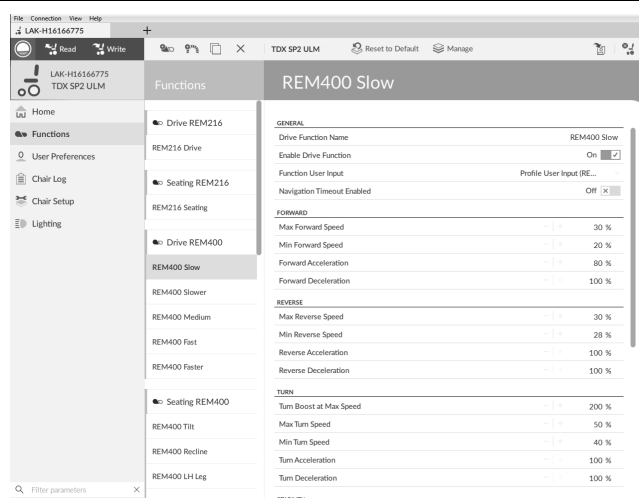 File Connection View Help
LAK-H16166775 +
Read Write TDX SP2 ULM Reset to Default Manage
LAK-H16166775
TDX SP2 ULM
Functions
REM400 Slow
Home
Functions
User Preferences
Chair Log
Chair Setup
Lighting
Filter parameters
Drive REM216
REM216 Drive
Seating REM216
REM216 Seating
Drive REM400
REM400 Slow
REM400 Slower
REM400 Medium
REM400 Fast
REM400 Faster
Seating REM400
REM400 Tilt
REM400 Recline
REM400 LH Leg
GENERAL
Drive Function Name REM400 Slow
Enable Drive Function On
Function User Input Profile User Input (RE...
Navigation Timeout Enabled Off
FORWARD
Max Forward Speed - + 30 %
Min Forward Speed - + 20 %
Forward Acceleration - + 80 %
Forward Deceleration - + 100 %
REVERSE
Max Reverse Speed - + 30 %
Min Reverse Speed - + 28 %
Reverse Acceleration - + 100 %
Reverse Deceleration - + 100 %
TURN
Turn Boost at Max Speed - + 200 %
Max Turn Speed - + 50 %
Min Turn Speed - + 40 %
Turn Acceleration - + 100 %
Turn Deceleration - + 100 %